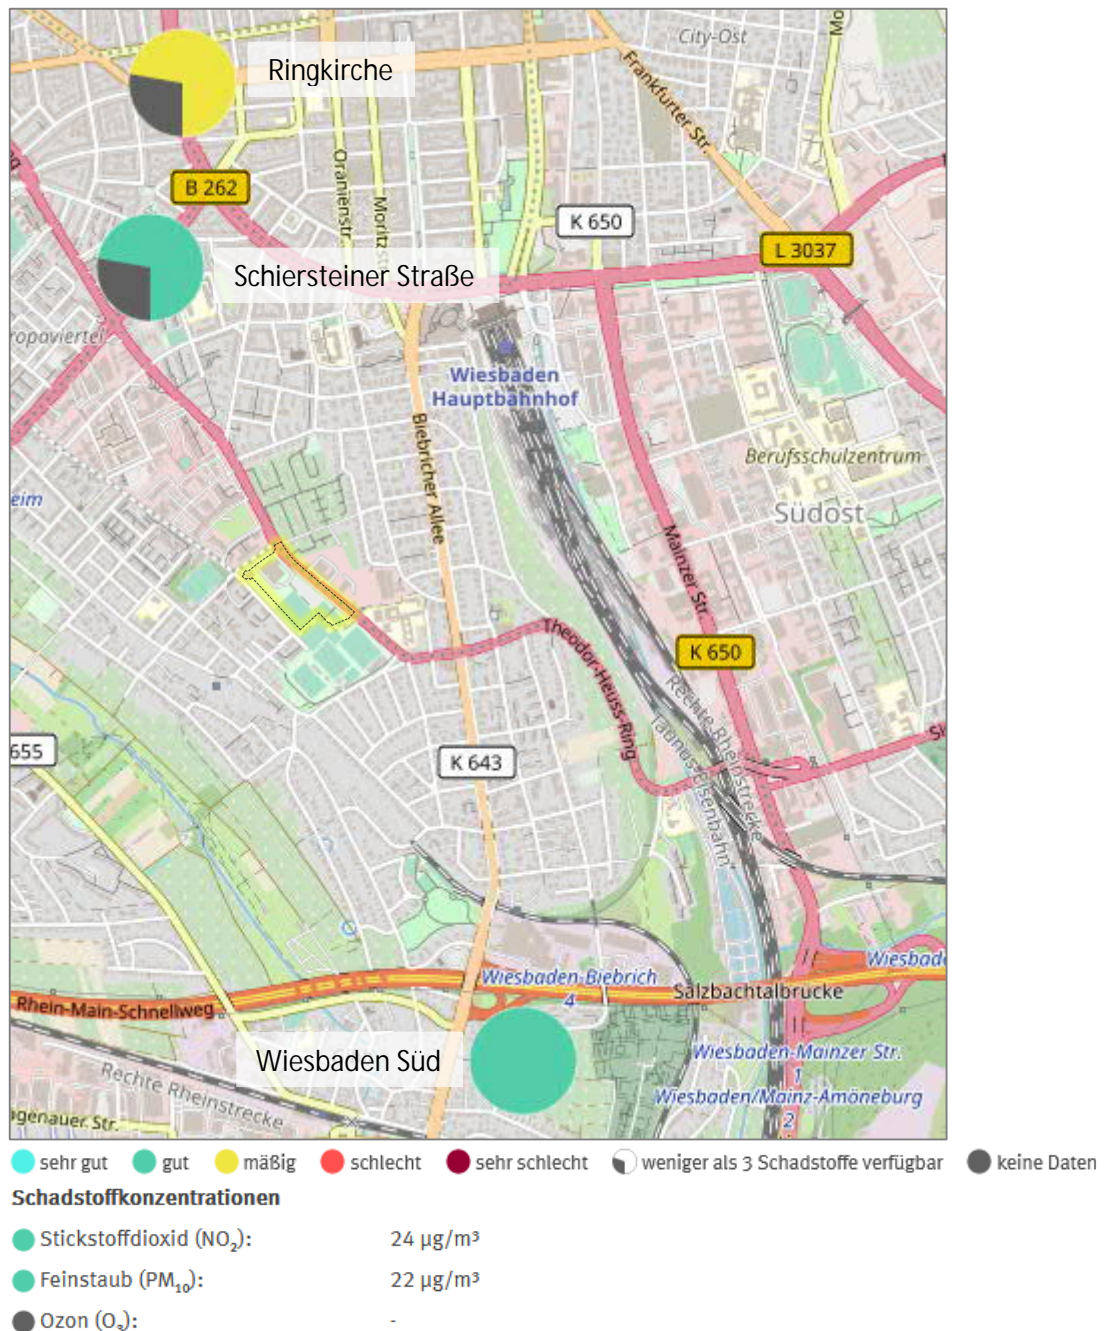 City-Ost
Mo
Ringkirche
Frankfurter Str.
B 262
Oranienstr.
Moritzst
K 650
L 3037
Schiersteiner Straße
ropaviertel
Wiesbaden
Hauptbahnhof
Biebricher Allee
Berufsschulzentrum
Südost
eim
Mainzer Str.
Theodor-Heuss-Ring
K 650
Rechte Rheinstrecke
Taunus-Eisenbahn
655
K 643
Wiesbaden-Biebrich
4
Wiesbad
Rhein-Main-Schnellweg
Salzbachtalbrücke
Wiesbaden Süd
Wiesbaden-Mainzer Str.
1
Rechte Rheinstrecke
Wiesbaden/Mainz-Amöneburg
2
agenauer Str.
sehr gut gut mäßig schlecht sehr schlecht weniger als 3 Schadstoffe verfügbar keine Daten
Schadstoffkonzentrationen
Stickstoffdioxid (NO₂): 24 µg/m³
Feinstaub (PM₁₀): 22 µg/m³
Ozon (O₃): -